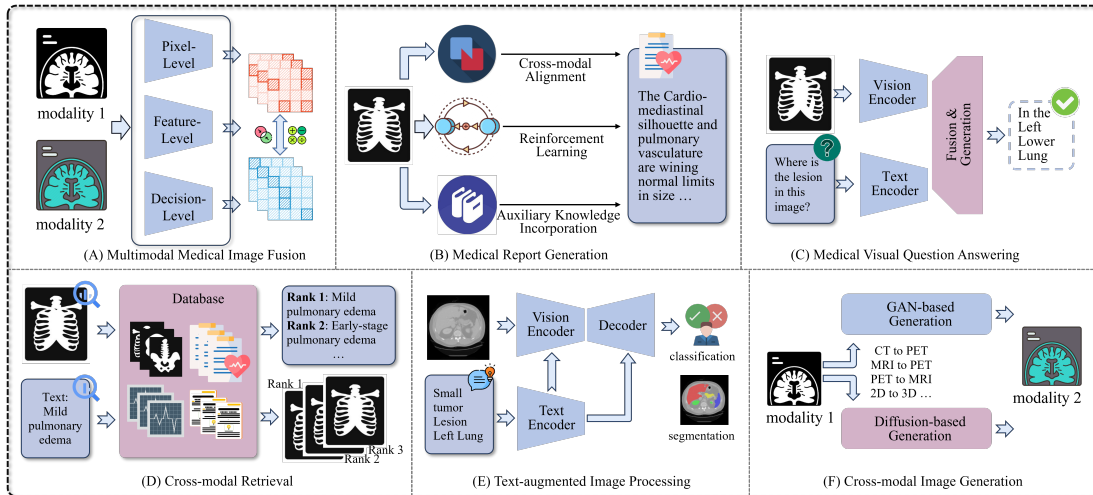 modality 1
modality 2
Pixel-
Level
Feature-
Level
Decision-
Level
(A) Multimodal Medical Image Fusion
Cross-modal
Alignment
Reinforcement
Learning
Auxiliary Knowledge
Incorporation
The Cardio-
mediastinal
silhouette and
pulmonary
vasculature
are wining
normal limits
in size …
(B) Medical Report Generation
Where is
the lesion in
this
image?
?
Vision
Encoder
Text
Encoder
Fusion &
Generation
In the
Left
Lower
Lung
(C) Medical Visual Question Answering
Text:
Mild
pulmonary
edema
Database
Rank 1: Mild
pulmonary edema
Rank 2: Early-stage
pulmonary edema
…
Rank 1
Rank 2
Rank 3
(D) Cross-modal Retrieval
Small
tumor
Lesion
Left Lung
Vision
Encoder
Decoder
Text
Encoder
classification
segmentation
(E) Text-augmented Image Processing
modality 1
GAN-based
Generation
CT to PET
MRI to PET
PET to MRI
2D to 3D …
Diffusion-based
Generation
modality 2
(F) Cross-modal Image Generation